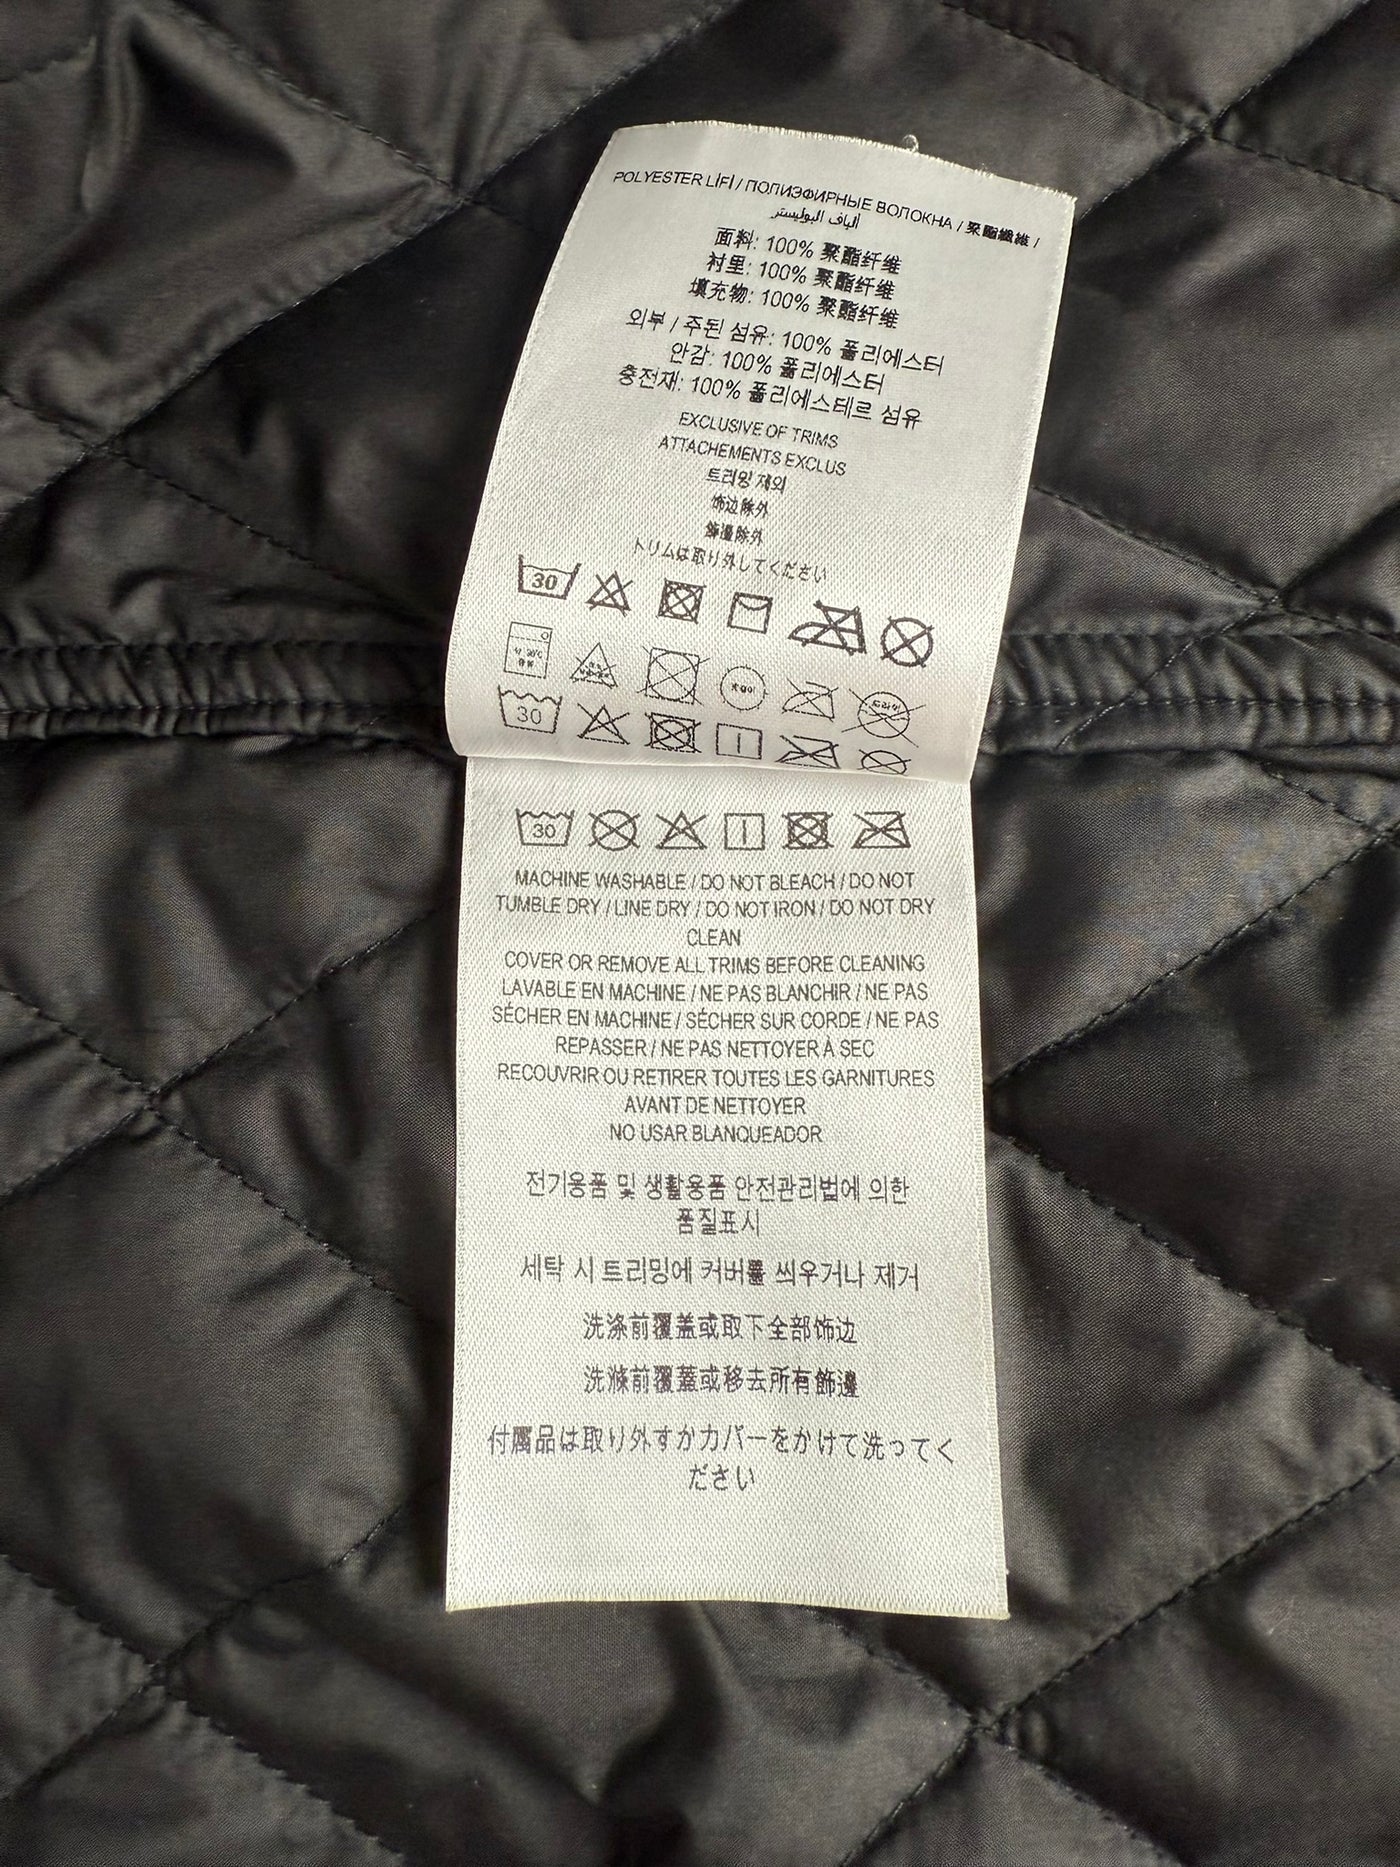 POLYESTER LİFİ / ПОЛИЭФИРНЫЕ ВОЛОКНА / 聚酯纖維 /
ألياف البوليستر
面料: 100% 聚酯纤维
衬里: 100% 聚酯纤维
填充物: 100% 聚酯纤维
외부 / 주된 섬유: 100% 폴리에스터
안감: 100% 폴리에스터
충전재: 100% 폴리에스테르 섬유
EXCLUSIVE OF TRIMS
ATTACHEMENTS EXCLUS
트리밍 제외
饰边除外
飾邊除外
トリムは取り外してください
30
30
30
MACHINE WASHABLE / DO NOT BLEACH / DO NOT
TUMBLE DRY / LINE DRY / DO NOT IRON / DO NOT DRY
CLEAN
COVER OR REMOVE ALL TRIMS BEFORE CLEANING
LAVABLE EN MACHINE / NE PAS BLANCHIR / NE PAS
SÉCHER EN MACHINE / SÉCHER SUR CORDE / NE PAS
REPASSER / NE PAS NETTOYER À SEC
RECOUVRIR OU RETIRER TOUTES LES GARNITURES
AVANT DE NETTOYER
NO USAR BLANQUEADOR
전기용품 및 생활용품 안전관리법에 의한
품질표시
세탁 시 트리밍에 커버를 씌우거나 제거
洗涤前覆盖或取下全部饰边
洗滌前覆蓋或移去所有飾邊
付属品は取り外すかカバーをかけて洗ってく
ださい